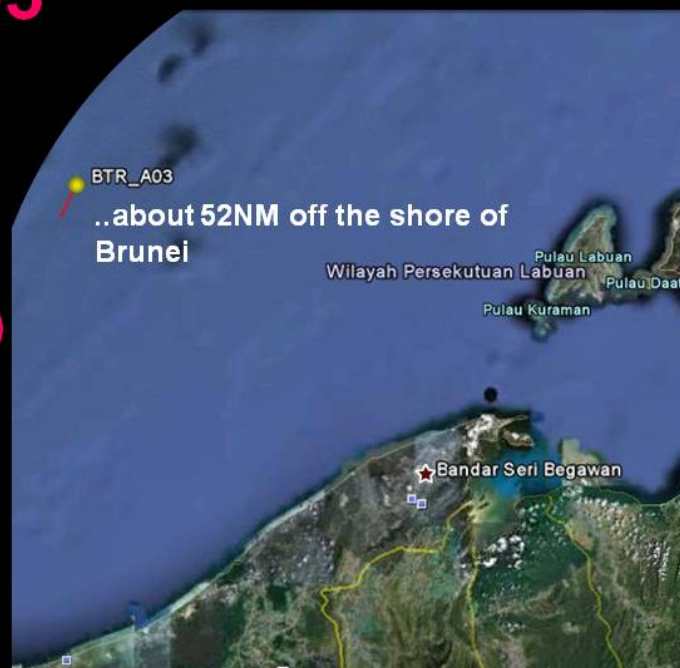 3
BTR_A03
..about 52NM off the shore of
Brunei
Pulau Labuan
Wilayah Persekutuan Labuan
Pulau Daat
Pulau Kuraman
Bandar Seri Begawan